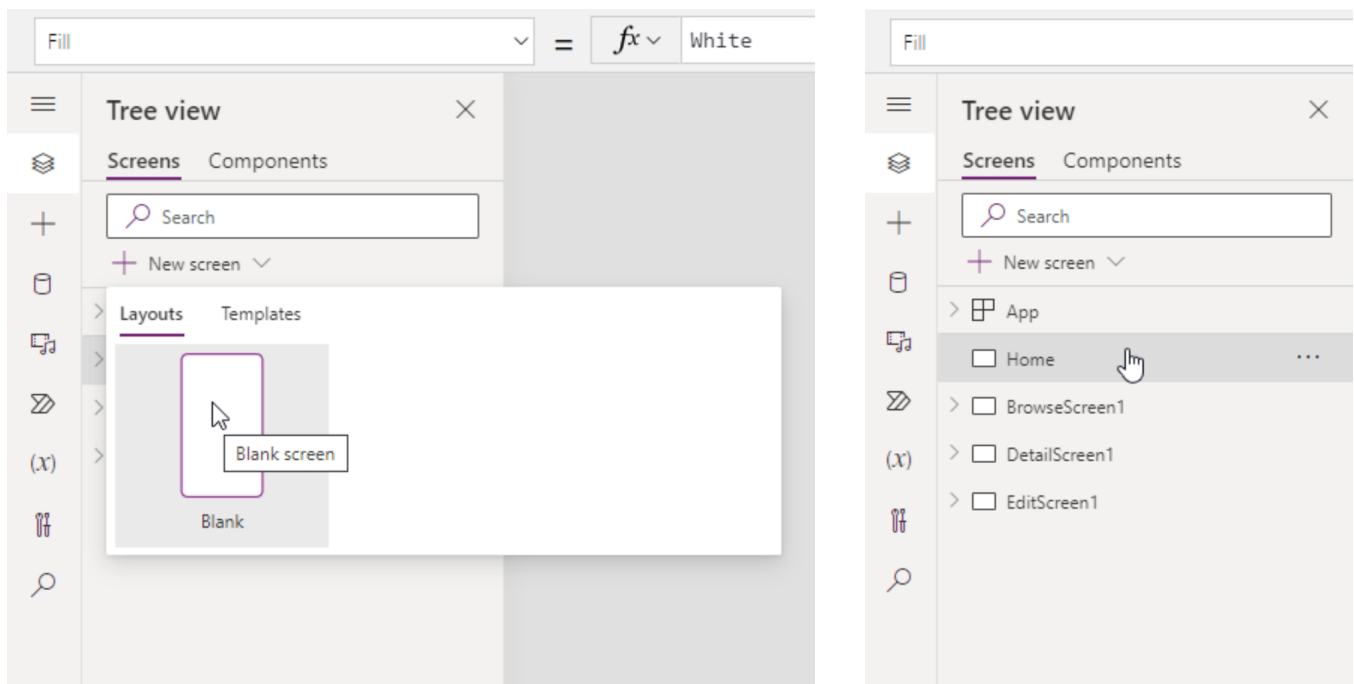 Fill = fx White
Tree view
Screens Components
Search
New screen
Layouts Templates
Blank screen
Blank
(x)
Fill
Tree view
Screens Components
Search
New screen
App
Home ...
BrowseScreen1
DetailScreen1
(x)
EditScreen1